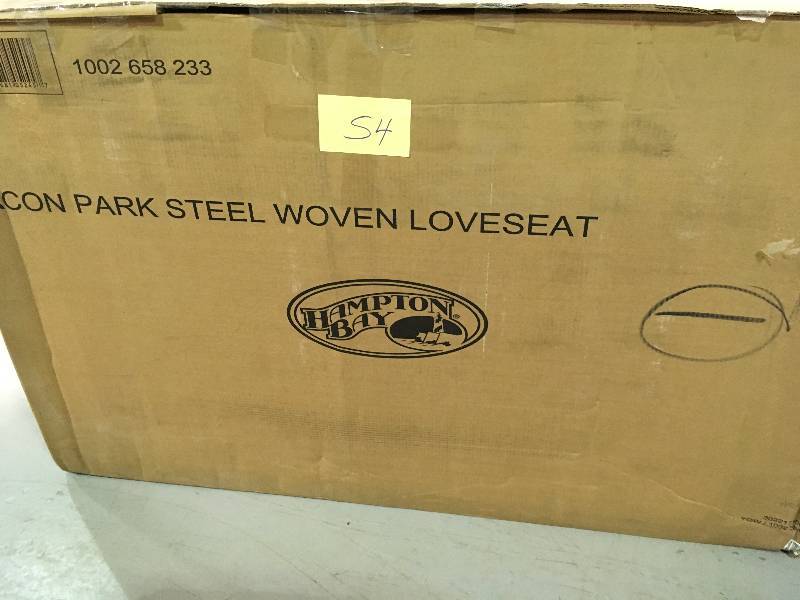 1002 658 233
S4
CON PARK STEEL WOVEN LOVESEAT
HAMPTON
BAY
®